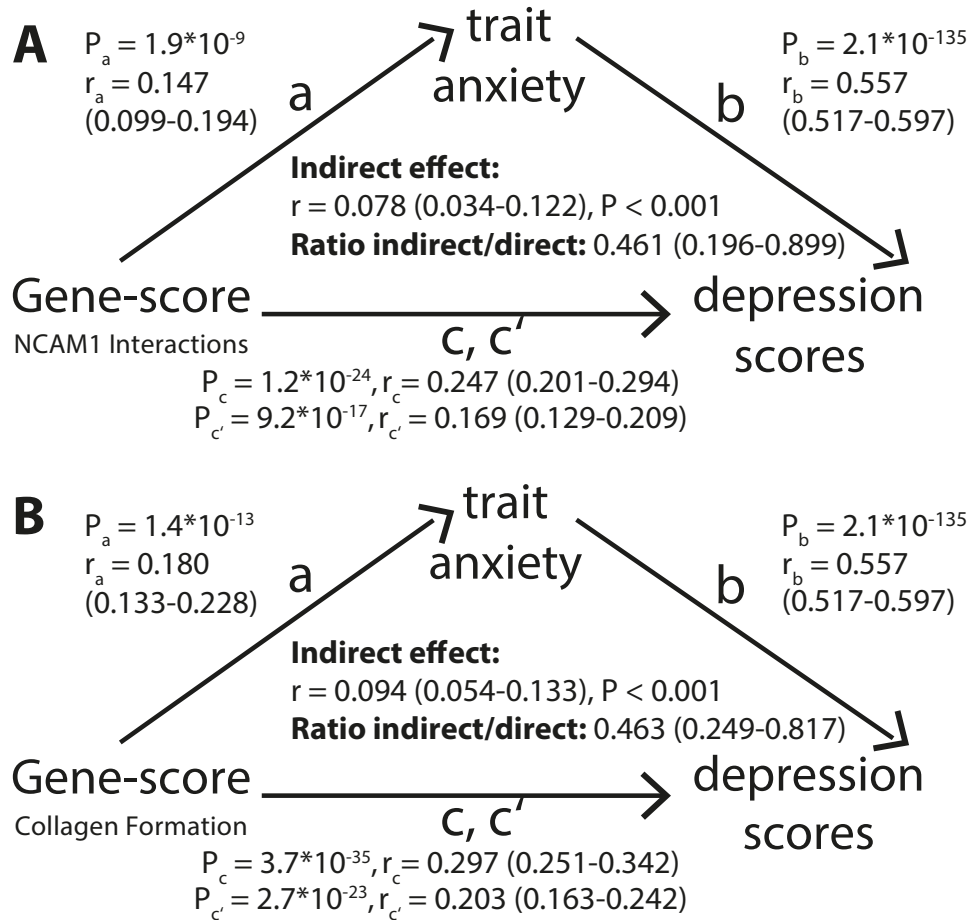 A
P_a = 1.9*10^-9
r_a = 0.147
(0.099-0.194)
a
trait
anxiety
b
P_b = 2.1*10^-135
r_b = 0.557
(0.517-0.597)
Indirect effect:
r = 0.078 (0.034-0.122), P < 0.001
Ratio indirect/direct: 0.461 (0.196-0.899)
Gene-score
NCAM1 Interactions
depression
scores
c, c′
P_c = 1.2*10^-24, r_c = 0.247 (0.201-0.294)
P_c′ = 9.2*10^-17, r_c′ = 0.169 (0.129-0.209)
B
P_a = 1.4*10^-13
r_a = 0.180
(0.133-0.228)
a
trait
anxiety
b
P_b = 2.1*10^-135
r_b = 0.557
(0.517-0.597)
Indirect effect:
r = 0.094 (0.054-0.133), P < 0.001
Ratio indirect/direct: 0.463 (0.249-0.817)
Gene-score
Collagen Formation
depression
scores
c, c′
P_c = 3.7*10^-35, r_c = 0.297 (0.251-0.342)
P_c′ = 2.7*10^-23, r_c′ = 0.203 (0.163-0.242)